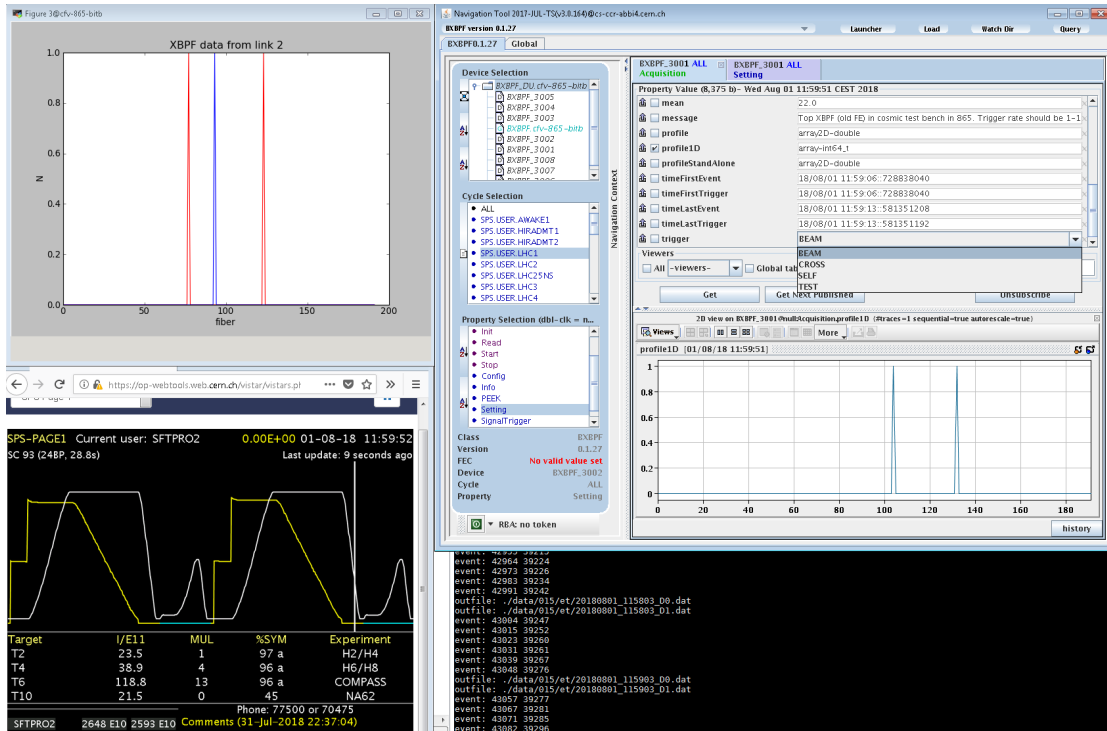 Figure 3@cfv-865-bitb
XBPF data from link 2
1.0
0.8
0.6
0.4
0.2
0.0
N
0
50
100
150
200
fiber
https://op-webtools.web.cern.ch/vistar/vistars.pl
SPS-PAGE1 Current user: SFTPRO2 0.00E+00 01-08-18 11:59:52
SC 93 (24BP, 28.8s) Last update: 9 seconds ago
Target I/E11 MUL %SYM Experiment
T2 23.5 1 97 a H2/H4
T4 38.9 4 96 a H6/H8
T6 118.8 13 96 a COMPASS
T10 21.5 0 45 NA62
Phone: 77500 or 70475
SFTPRO2 2648 E10 2593 E10 Comments (31-Jul-2018 22:37:04)
Navigation Tool 2017-JUL-TS(v3.8.164)@cs-ccr-abbi4.cern.ch
BXBPF version 0.1.27
Launcher Load Watch Dir Query
BXBPF0.1.27 Global
Device Selection
BXBPF_DU.cfv-865-bitb
BXBPF_3005
BXBPF_3004
BXBPF_3003
BXBPF.cfv-865-bitb
BXBPF_3002
BXBPF_3001
BXBPF_3008
BXBPF_3007
Cycle Selection
ALL
SPS.USER.AWAKE1
SPS.USER.HIRADMT1
SPS.USER.HIRADMT2
SPS.USER.LHC1
SPS.USER.LHC2
SPS.USER.LHC25NS
SPS.USER.LHC3
SPS.USER.LHC4
Property Selection (dbl-clk = n...
Init
Read
Start
Stop
Config
Info
PEEK
Setting
SignalTrigger
Class BXBPF
Version 0.1.27
FEC No valid value set
Device BXBPF_3002
Cycle ALL
Property Setting
RBA: no token
Navigation Context
BXBPF_3001 ALL
Acquisition
BXBPF_3001 ALL
Setting
Property Value (8,375 b)- Wed Aug 01 11:59:51 CEST 2018
mean 22.0
message Top XBPF (old FE) in cosmic test bench in 865. Trigger rate should be 1-1
profile array2D-double
profile1D array-int64_t
profileStandAlone array2D-double
timeFirstEvent 18/08/01 11:59:06::728838040
timeFirstTrigger 18/08/01 11:59:06::728838040
timeLastEvent 18/08/01 11:59:13::581351208
timeLastTrigger 18/08/01 11:59:13::581351192
trigger BEAM
BEAM
CROSS
SELF
TEST
Viewers
All -viewers- Global tab
Get Get Next Published Unsubscribe
2D view on BXBPF_3001@null:Acquisition.profile1D (#traces=1 sequential=true autorescale=true)
Views More
profile1D [01/08/18 11:59:51]
1
0.8
0.6
0.4
0.2
0
0 20 40 60 80 100 120 140 160 180
history
event: 42955 39215
event: 42964 39224
event: 42973 39226
event: 42983 39234
event: 42991 39242
outfile: ./data/015/et/20180801_115803_D0.dat
outfile: ./data/015/et/20180801_115803_D1.dat
event: 43004 39247
event: 43015 39252
event: 43023 39260
event: 43031 39261
event: 43039 39267
event: 43048 39276
outfile: ./data/015/et/20180801_115903_D0.dat
outfile: ./data/015/et/20180801_115903_D1.dat
event: 43057 39277
event: 43067 39281
event: 43071 39285
event: 43082 39296